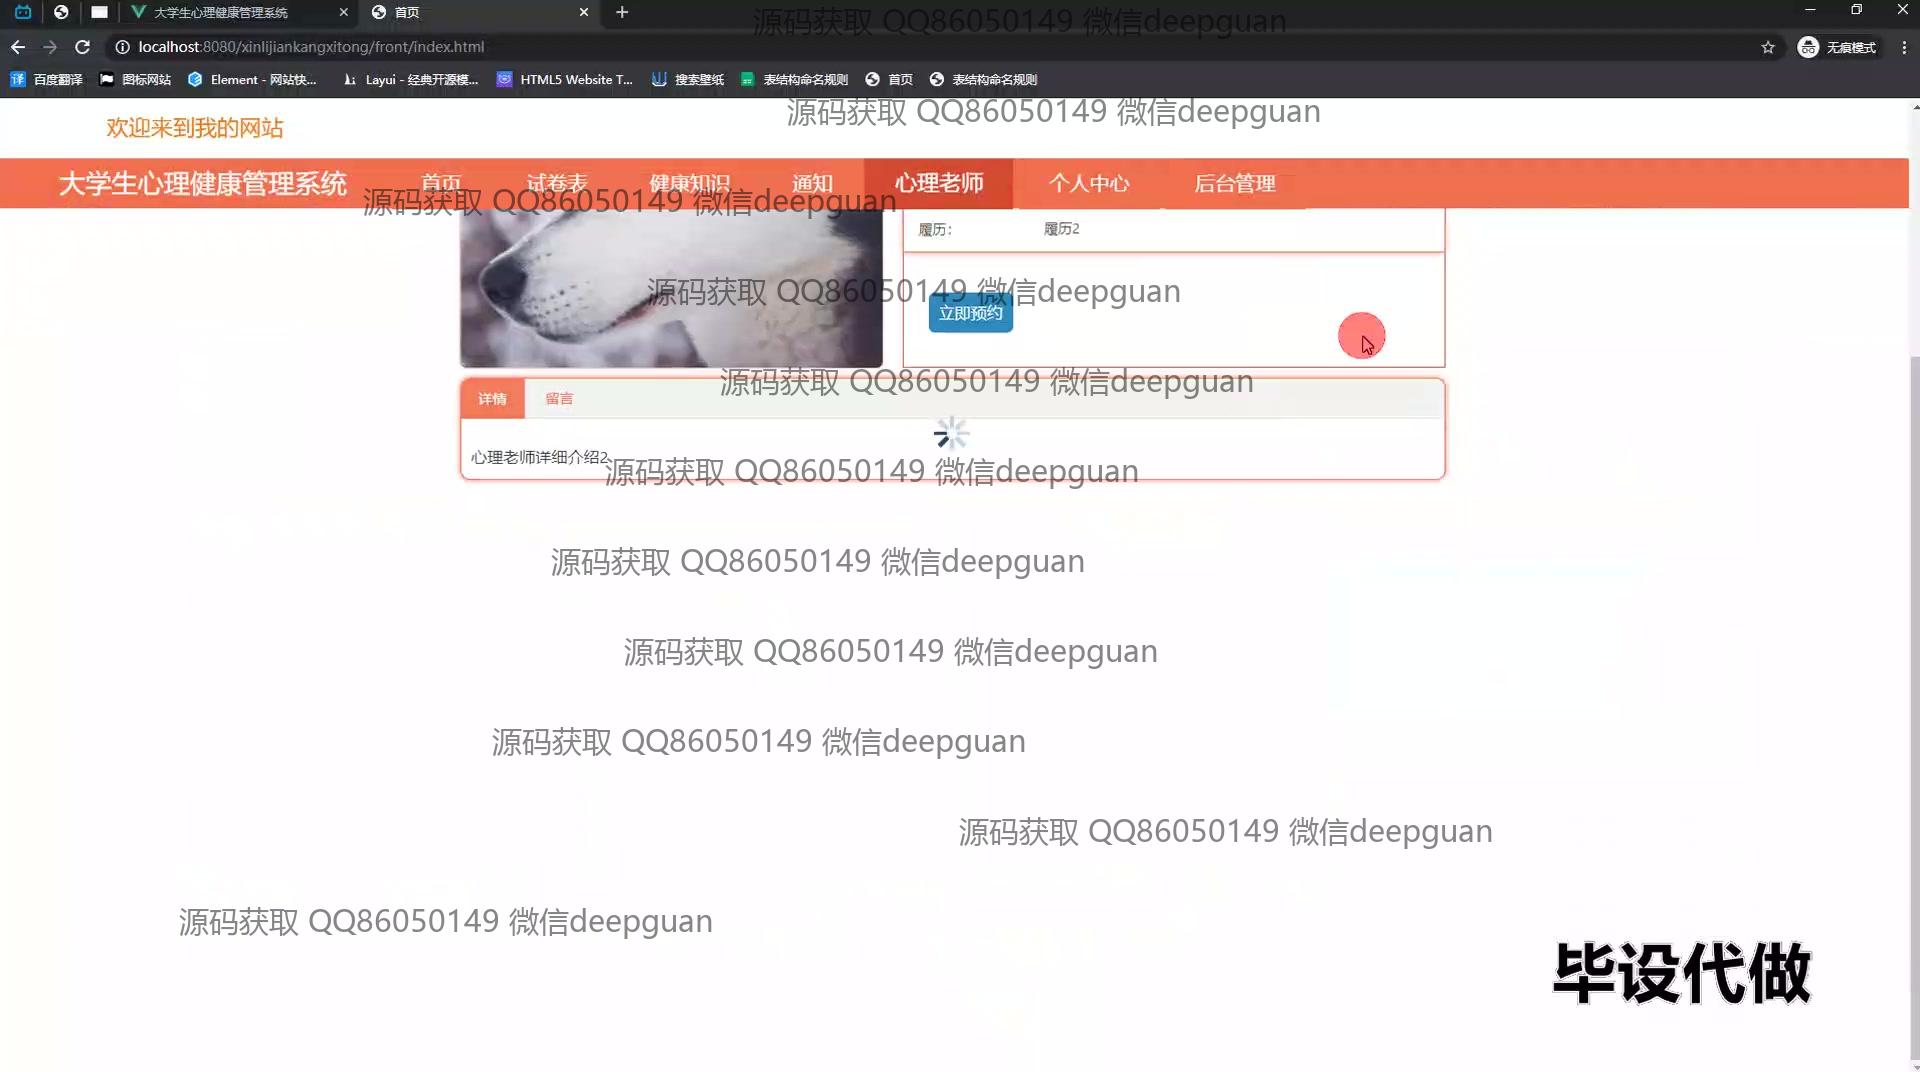 大学生心理健康管理系统
首页
源码获取 QQ86050149 微信deepguan
localhost:8080/xinlijiankangxitong/front/index.html
无痕模式
百度翻译
图标网站
Element - 网站快...
Layui - 经典开源模...
HTML5 Website T...
搜索壁纸
表结构命名规则
首页
表结构命名规则
源码获取 QQ86050149 微信deepguan
欢迎来到我的网站
大学生心理健康管理系统
首页
试卷表
健康知识
通知
心理老师
个人中心
后台管理
源码获取 QQ86050149 微信deepguan
履历：
履历2
源码获取 QQ86050149 微信deepguan
立即预约
源码获取 QQ86050149 微信deepguan
详情
留言
心理老师详细介绍2
源码获取 QQ86050149 微信deepguan
源码获取 QQ86050149 微信deepguan
源码获取 QQ86050149 微信deepguan
源码获取 QQ86050149 微信deepguan
源码获取 QQ86050149 微信deepguan
源码获取 QQ86050149 微信deepguan
毕设代做